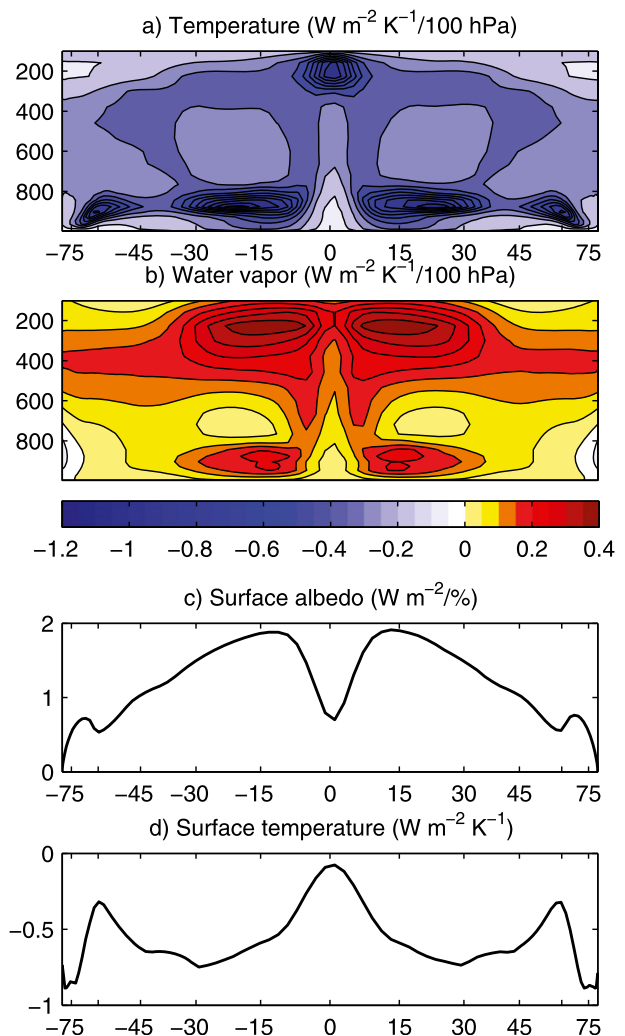 a) Temperature (W m−2 K−1/100 hPa)
200
400
600
800
−75 −45 −30 −15 0 15 30 45 75
b) Water vapor (W m−2 K−1/100 hPa)
200
400
600
800
−1.2 −1 −0.8 −0.6 −0.4 −0.2 0 0.2 0.4
c) Surface albedo (W m−2/%)
2
1
0
−75 −45 −30 −15 0 15 30 45 75
d) Surface temperature (W m−2 K−1)
0
−0.5
−1
−75 −45 −30 −15 0 15 30 45 75